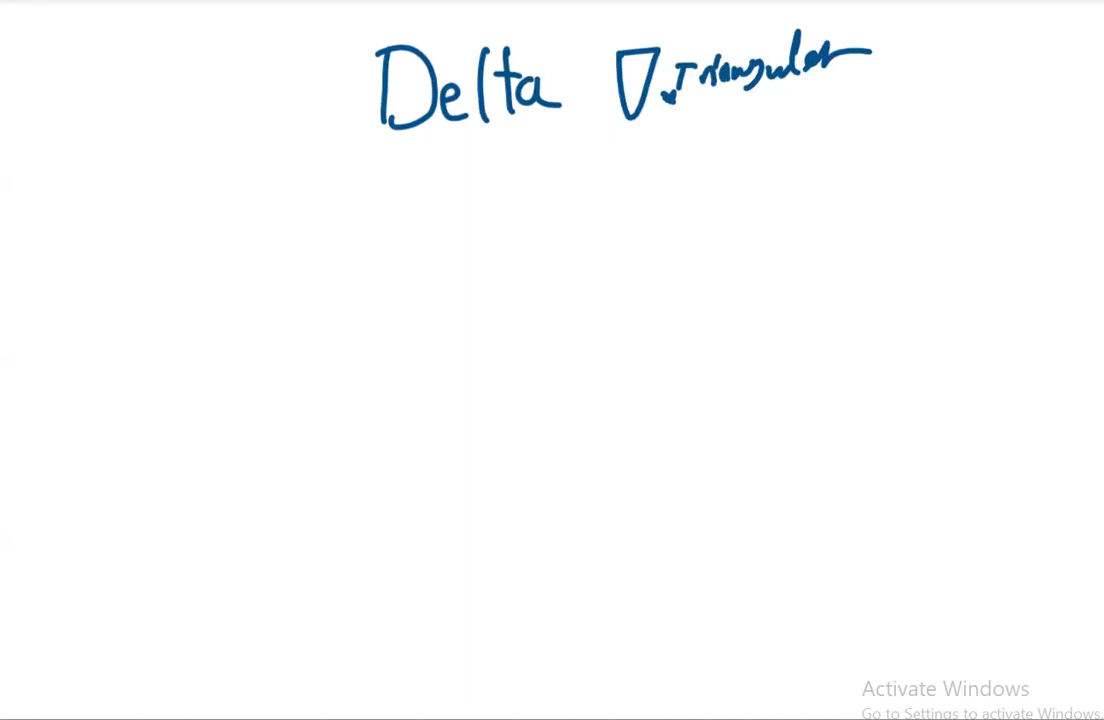 Delta ∇ Triangular
Activate Windows
Go to Settings to activate Windows.